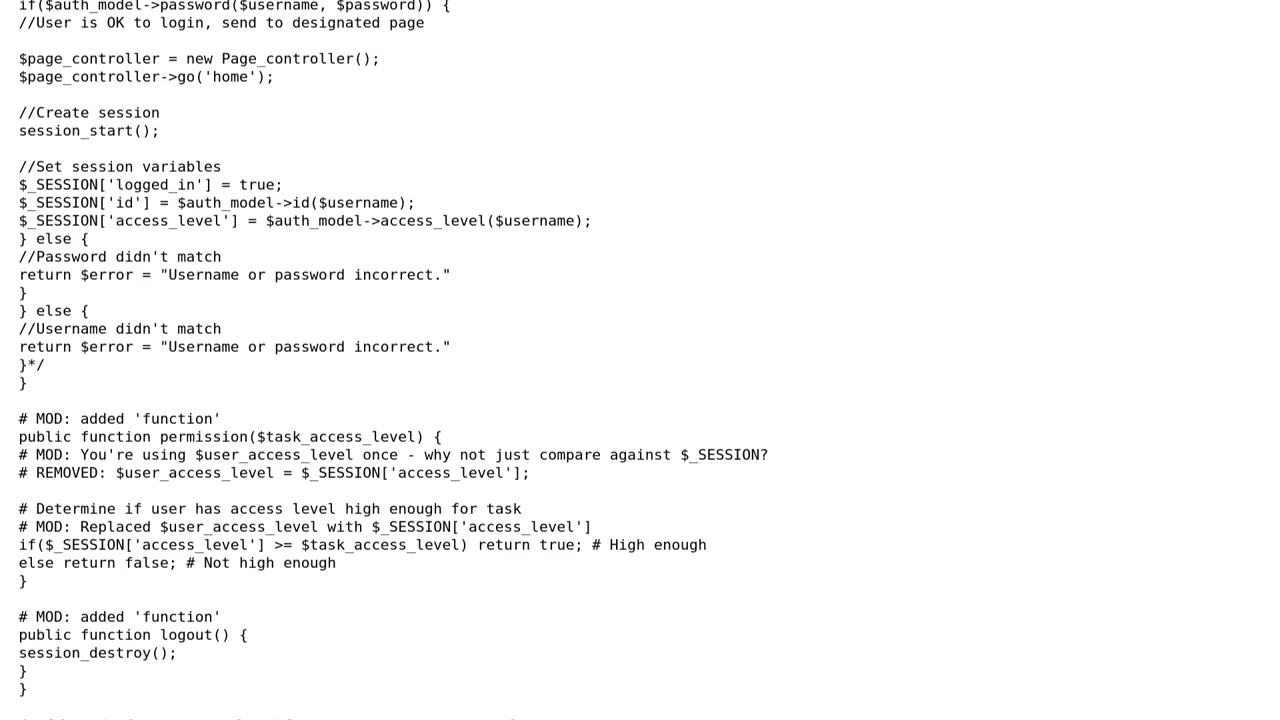 if($auth_model->password($username, $password)) {
//User is OK to login, send to designated page
$page_controller = new Page_controller();
$page_controller->go('home');
//Create session
session_start();
//Set session variables
$_SESSION['logged_in'] = true;
$_SESSION['id'] = $auth_model->id($username);
$_SESSION['access_level'] = $auth_model->access_level($username);
} else {
//Password didn't match
return $error = "Username or password incorrect."
}
} else {
//Username didn't match
return $error = "Username or password incorrect."
}*/
}
# MOD: added 'function'
public function permission($task_access_level) {
# MOD: You're using $user_access_level once - why not just compare against $_SESSION?
# REMOVED: $user_access_level = $_SESSION['access_level'];
# Determine if user has access level high enough for task
# MOD: Replaced $user_access_level with $_SESSION['access_level']
if($_SESSION['access_level'] >= $task_access_level) return true; # High enough
else return false; # Not high enough
}
# MOD: added 'function'
public function logout() {
session_destroy();
}
}